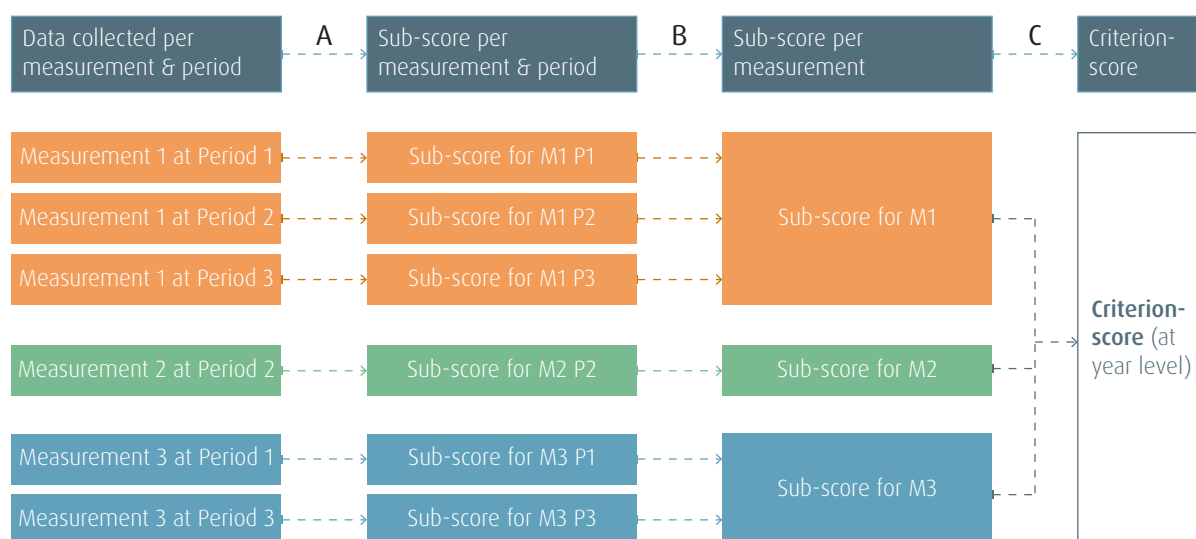 Data collected per
measurement & period
A
Sub-score per
measurement & period
B
Sub-score per
measurement
C
Criterion-
score
Measurement 1 at Period 1
Sub-score for M1 P1
Measurement 1 at Period 2
Sub-score for M1 P2
Sub-score for M1
Measurement 1 at Period 3
Sub-score for M1 P3
Measurement 2 at Period 2
Sub-score for M2 P2
Sub-score for M2
Measurement 3 at Period 1
Sub-score for M3 P1
Sub-score for M3
Measurement 3 at Period 3
Sub-score for M3 P3
Criterion-
score (at
year level)